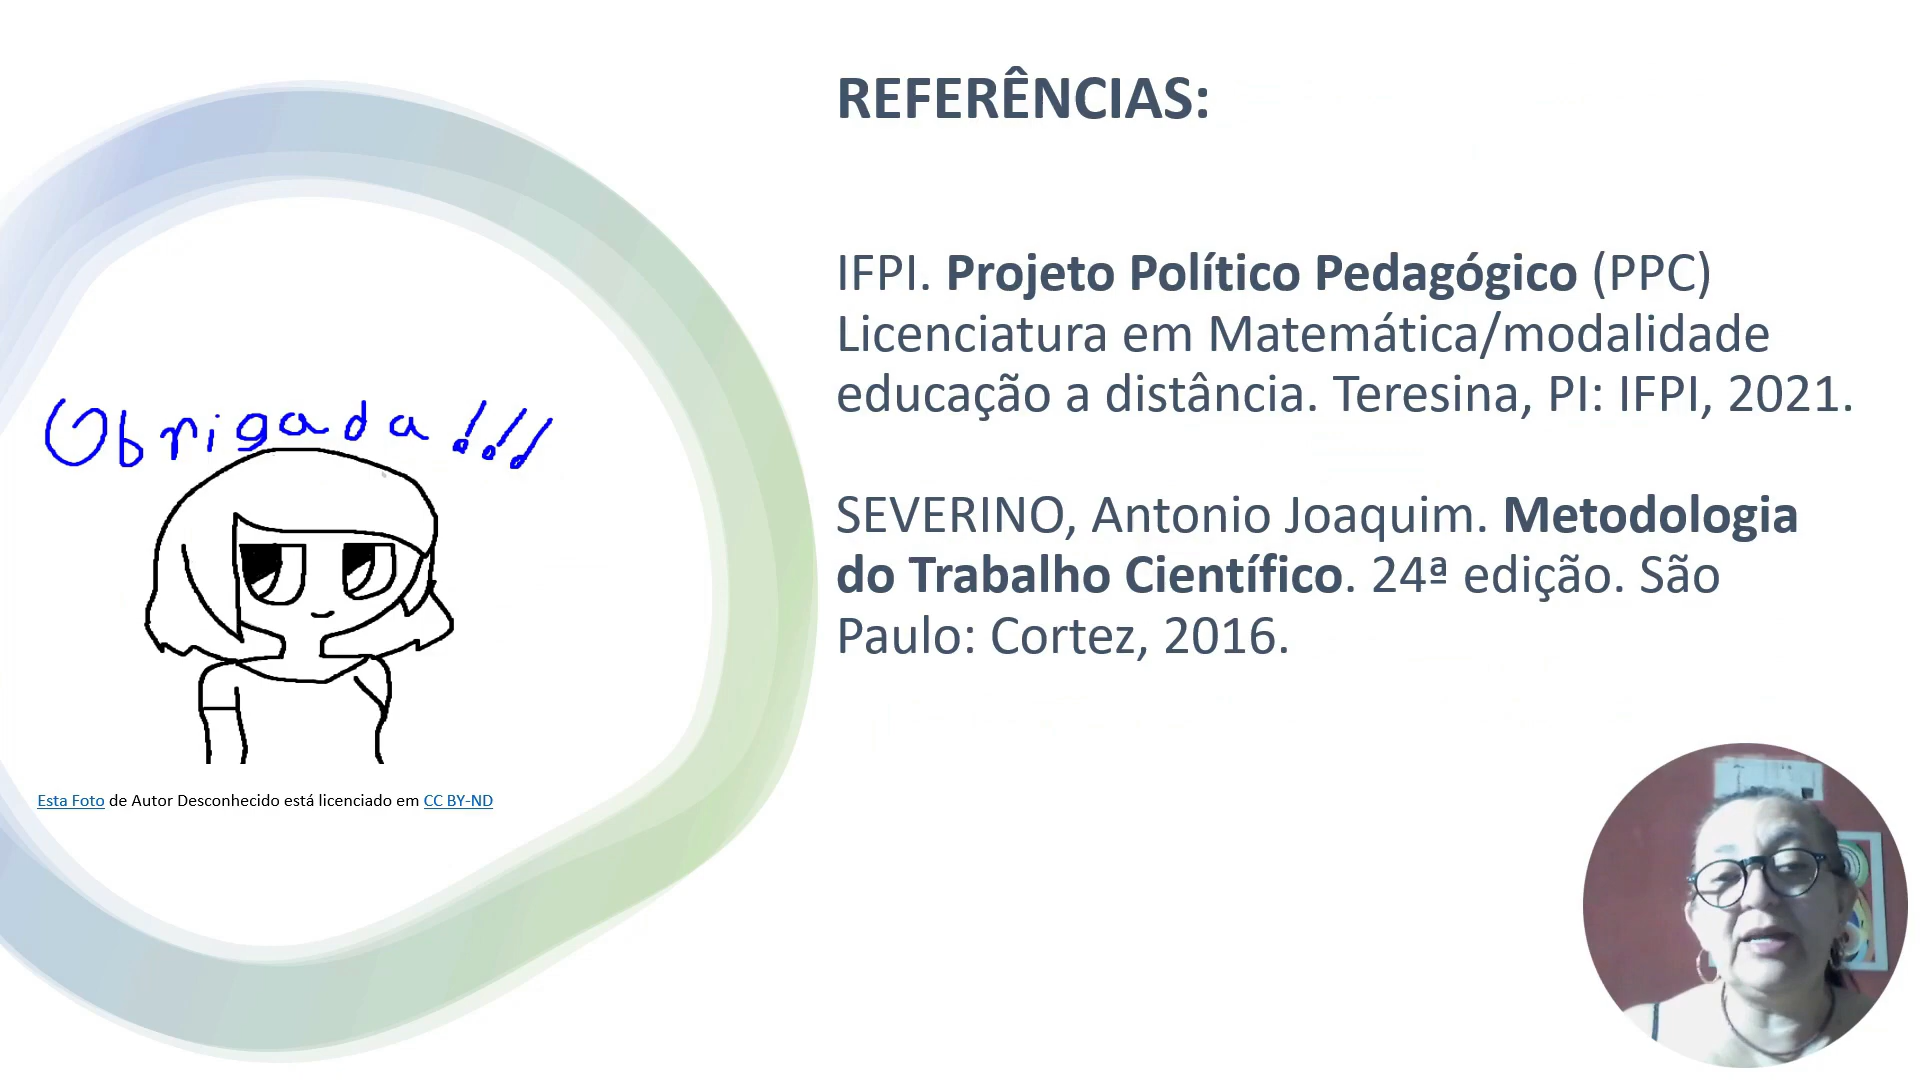 REFERÊNCIAS:
IFPI. Projeto Político Pedagógico (PPC)
Licenciatura em Matemática/modalidade
educação a distância. Teresina, PI: IFPI, 2021.
SEVERINO, Antonio Joaquim. Metodologia
do Trabalho Científico. 24ª edição. São
Paulo: Cortez, 2016.
Obrigada!!!
Esta Foto de Autor Desconhecido está licenciado em CC BY-ND